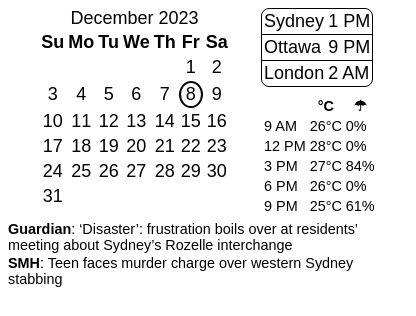 December 2023
Su Mo Tu We Th Fr Sa
1 2
3 4 5 6 7 8 9
10 11 12 13 14 15 16
17 18 19 20 21 22 23
24 25 26 27 28 29 30
31
Sydney 1 PM
Ottawa 9 PM
London 2 AM
°C ☂
9 AM 26°C 0%
12 PM 28°C 0%
3 PM 27°C 84%
6 PM 26°C 0%
9 PM 25°C 61%
Guardian: ‘Disaster’: frustration boils over at residents’
meeting about Sydney’s Rozelle interchange
SMH: Teen faces murder charge over western Sydney
stabbing